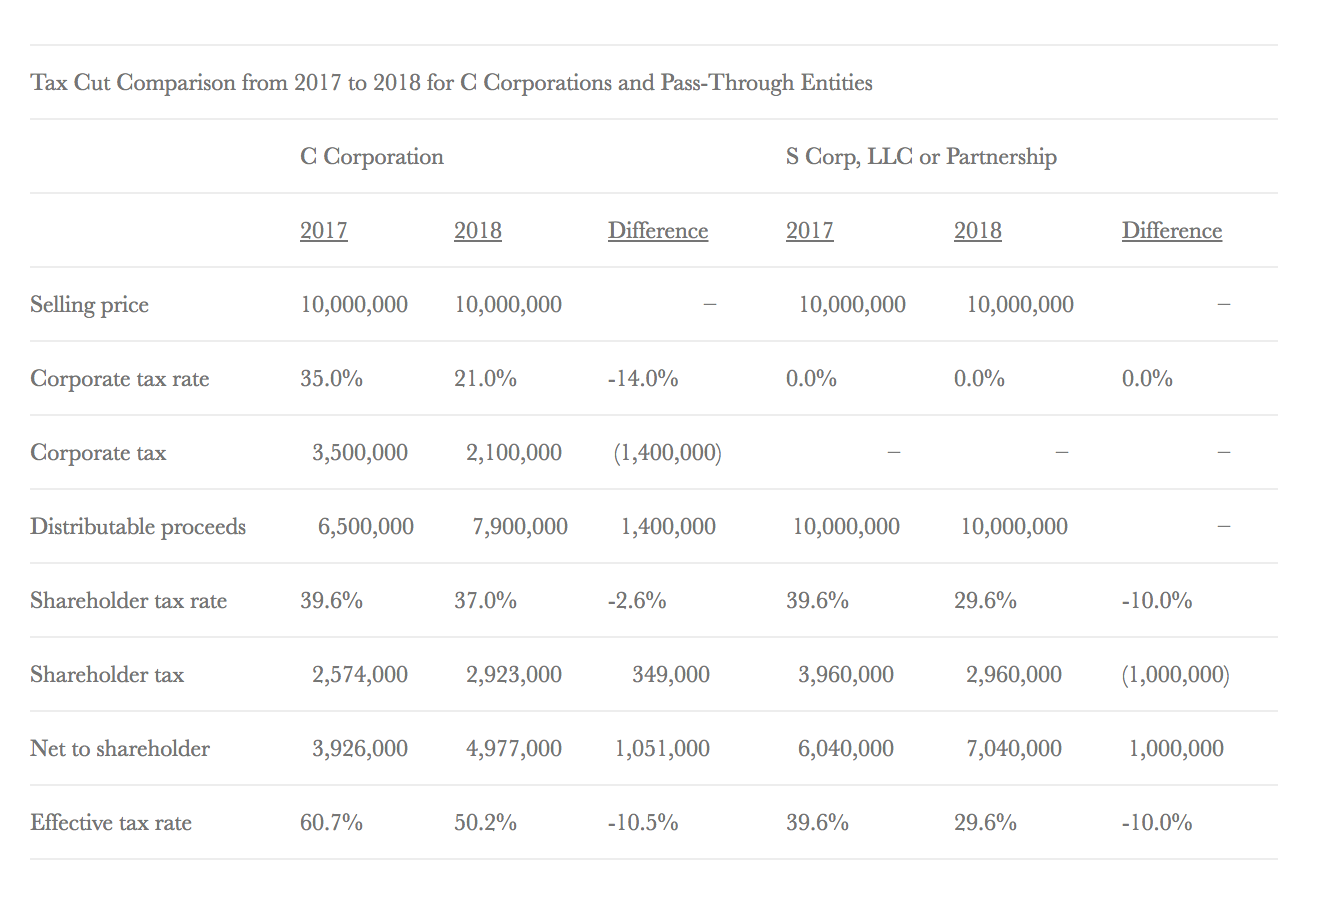 Tax Cut Comparison from 2017 to 2018 for C Corporations and Pass-Through Entities
C Corporation S Corp, LLC or Partnership
2017 2018 Difference 2017 2018 Difference
Selling price 10,000,000 10,000,000 – 10,000,000 10,000,000 –
Corporate tax rate 35.0% 21.0% -14.0% 0.0% 0.0% 0.0%
Corporate tax 3,500,000 2,100,000 (1,400,000) – – –
Distributable proceeds 6,500,000 7,900,000 1,400,000 10,000,000 10,000,000 –
Shareholder tax rate 39.6% 37.0% -2.6% 39.6% 29.6% -10.0%
Shareholder tax 2,574,000 2,923,000 349,000 3,960,000 2,960,000 (1,000,000)
Net to shareholder 3,926,000 4,977,000 1,051,000 6,040,000 7,040,000 1,000,000
Effective tax rate 60.7% 50.2% -10.5% 39.6% 29.6% -10.0%